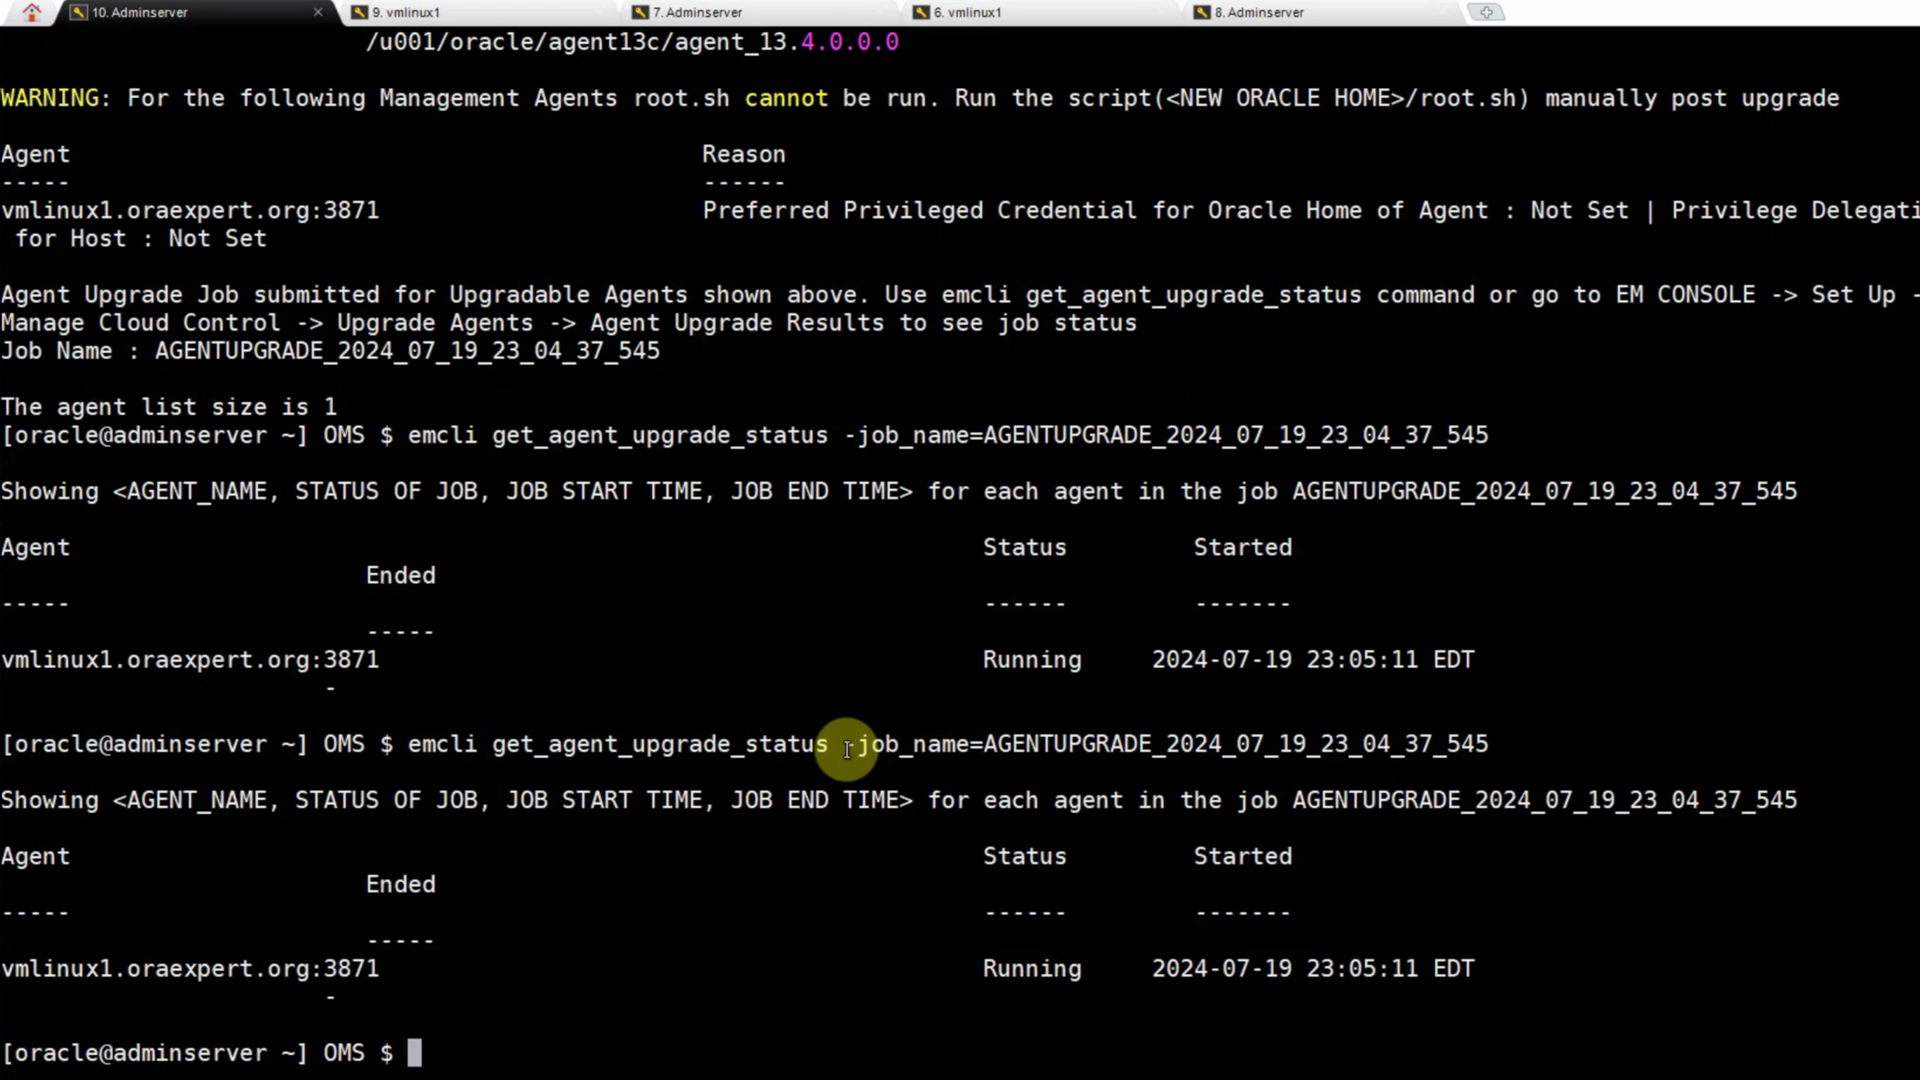 10. Adminserver
9. vmlinux1
7. Adminserver
6. vmlinux1
8. Adminserver
/u001/oracle/agent13c/agent_13.4.0.0.0
WARNING: For the following Management Agents root.sh cannot be run. Run the script(<NEW ORACLE HOME>/root.sh) manually post upgrade
Agent Reason
----- ------
vmlinux1.oraexpert.org:3871 Preferred Privileged Credential for Oracle Home of Agent : Not Set | Privilege Delegati
for Host : Not Set
Agent Upgrade Job submitted for Upgradable Agents shown above. Use emcli get_agent_upgrade_status command or go to EM CONSOLE -> Set Up -
Manage Cloud Control -> Upgrade Agents -> Agent Upgrade Results to see job status
Job Name : AGENTUPGRADE_2024_07_19_23_04_37_545
The agent list size is 1
[oracle@adminserver ~] OMS $ emcli get_agent_upgrade_status -job_name=AGENTUPGRADE_2024_07_19_23_04_37_545
Showing <AGENT_NAME, STATUS OF JOB, JOB START TIME, JOB END TIME> for each agent in the job AGENTUPGRADE_2024_07_19_23_04_37_545
Agent Status Started
Ended
----- ------ -------
-----
vmlinux1.oraexpert.org:3871 Running 2024-07-19 23:05:11 EDT
-
[oracle@adminserver ~] OMS $ emcli get_agent_upgrade_status -job_name=AGENTUPGRADE_2024_07_19_23_04_37_545
Showing <AGENT_NAME, STATUS OF JOB, JOB START TIME, JOB END TIME> for each agent in the job AGENTUPGRADE_2024_07_19_23_04_37_545
Agent Status Started
Ended
----- ------ -------
-----
vmlinux1.oraexpert.org:3871 Running 2024-07-19 23:05:11 EDT
-
[oracle@adminserver ~] OMS $